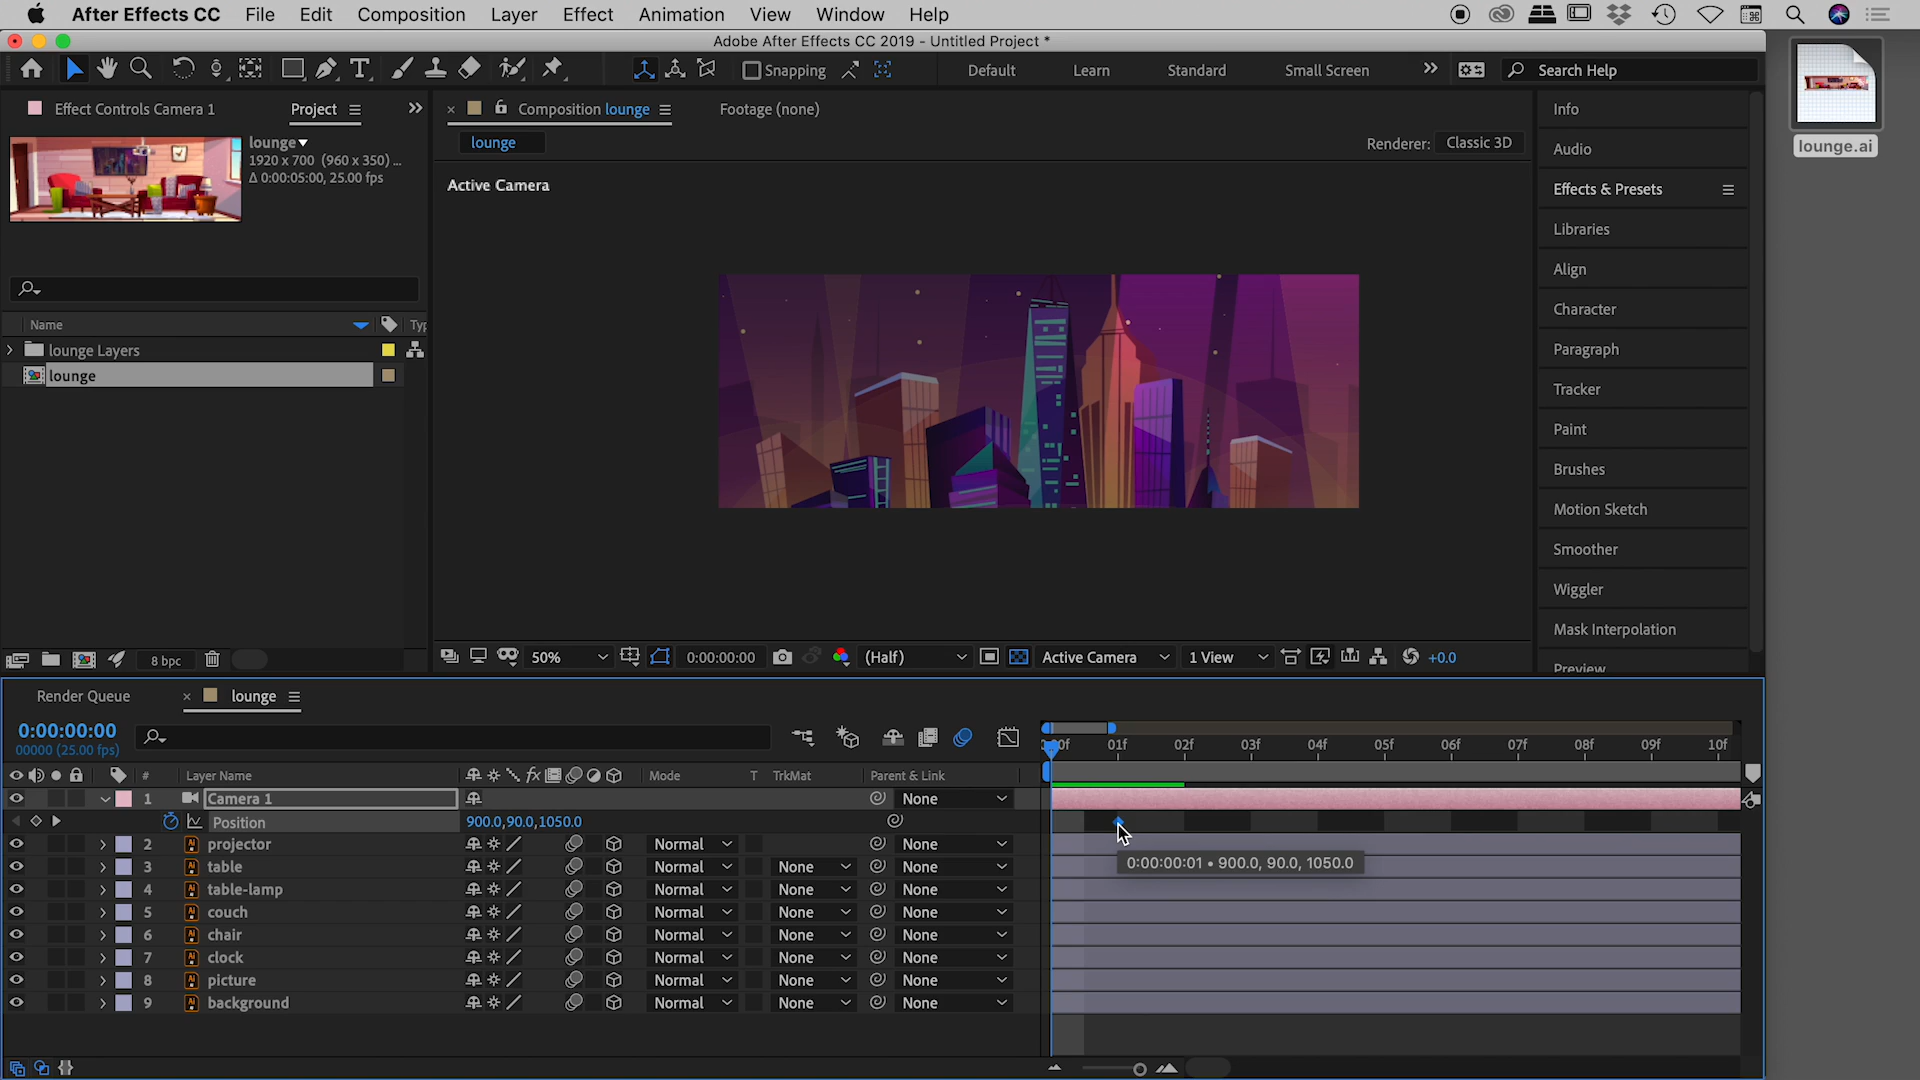 After Effects CC File Edit Composition Layer Effect Animation View Window Help
Adobe After Effects CC 2019 - Untitled Project *
Snapping Default Learn Standard Small Screen Search Help
Effect Controls Camera 1 Project
Composition lounge Footage (none)
lounge
1920 x 700 (960 x 350) ...
Δ 0:00:05:00, 25.00 fps
lounge
Renderer: Classic 3D
Active Camera
Name Typ
lounge Layers
lounge
8 bpc
50% 0:00:00:00 (Half) Active Camera 1 View +0.0
Info
Audio
Effects & Presets
Libraries
Align
Character
Paragraph
Tracker
Paint
Brushes
Motion Sketch
Smoother
Wiggler
Mask Interpolation
Preview
lounge.ai
Render Queue lounge
0:00:00:00
00000 (25.00 fps)
01f 02f 03f 04f 05f 06f 07f 08f 09f 10f
# Layer Name fx Mode T TrkMat Parent & Link
1 Camera 1 None
Position 900.0,90.0,1050.0
2 projector Normal None
3 table Normal None None
4 table-lamp Normal None None
5 couch Normal None None
6 chair Normal None None
7 clock Normal None None
8 picture Normal None None
9 background Normal None None
0:00:00:01 • 900.0, 90.0, 1050.0